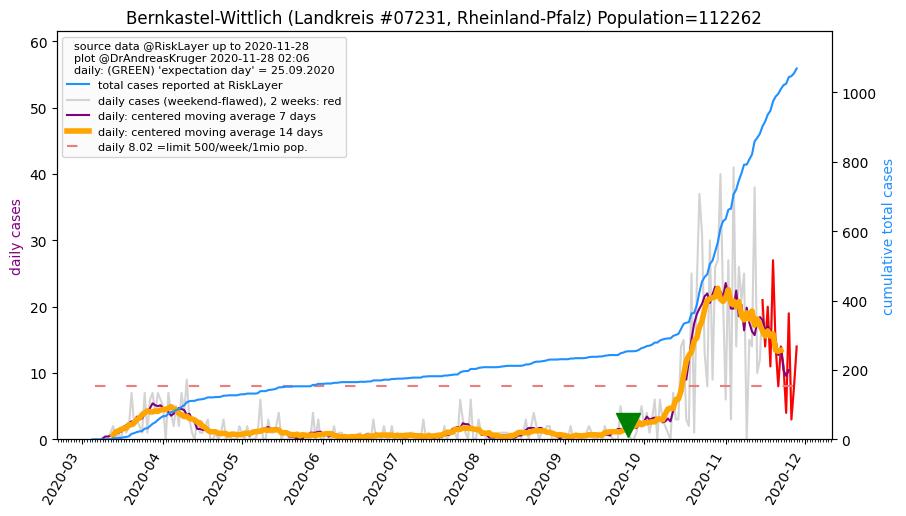 Bernkastel-Wittlich (Landkreis #07231, Rheinland-Pfalz) Population=112262
source data @RiskLayer up to 2020-11-28
plot @DrAndreasKruger 2020-11-28 02:06
daily: (GREEN) 'expectation day' = 25.09.2020
total cases reported at RiskLayer
daily cases (weekend-flawed), 2 weeks: red
daily: centered moving average 7 days
daily: centered moving average 14 days
daily 8.02 =limit 500/week/1mio pop.
daily cases
60
50
40
30
20
10
0
cumulative total cases
1000
800
600
400
200
0
2020-03
2020-04
2020-05
2020-06
2020-07
2020-08
2020-09
2020-10
2020-11
2020-12